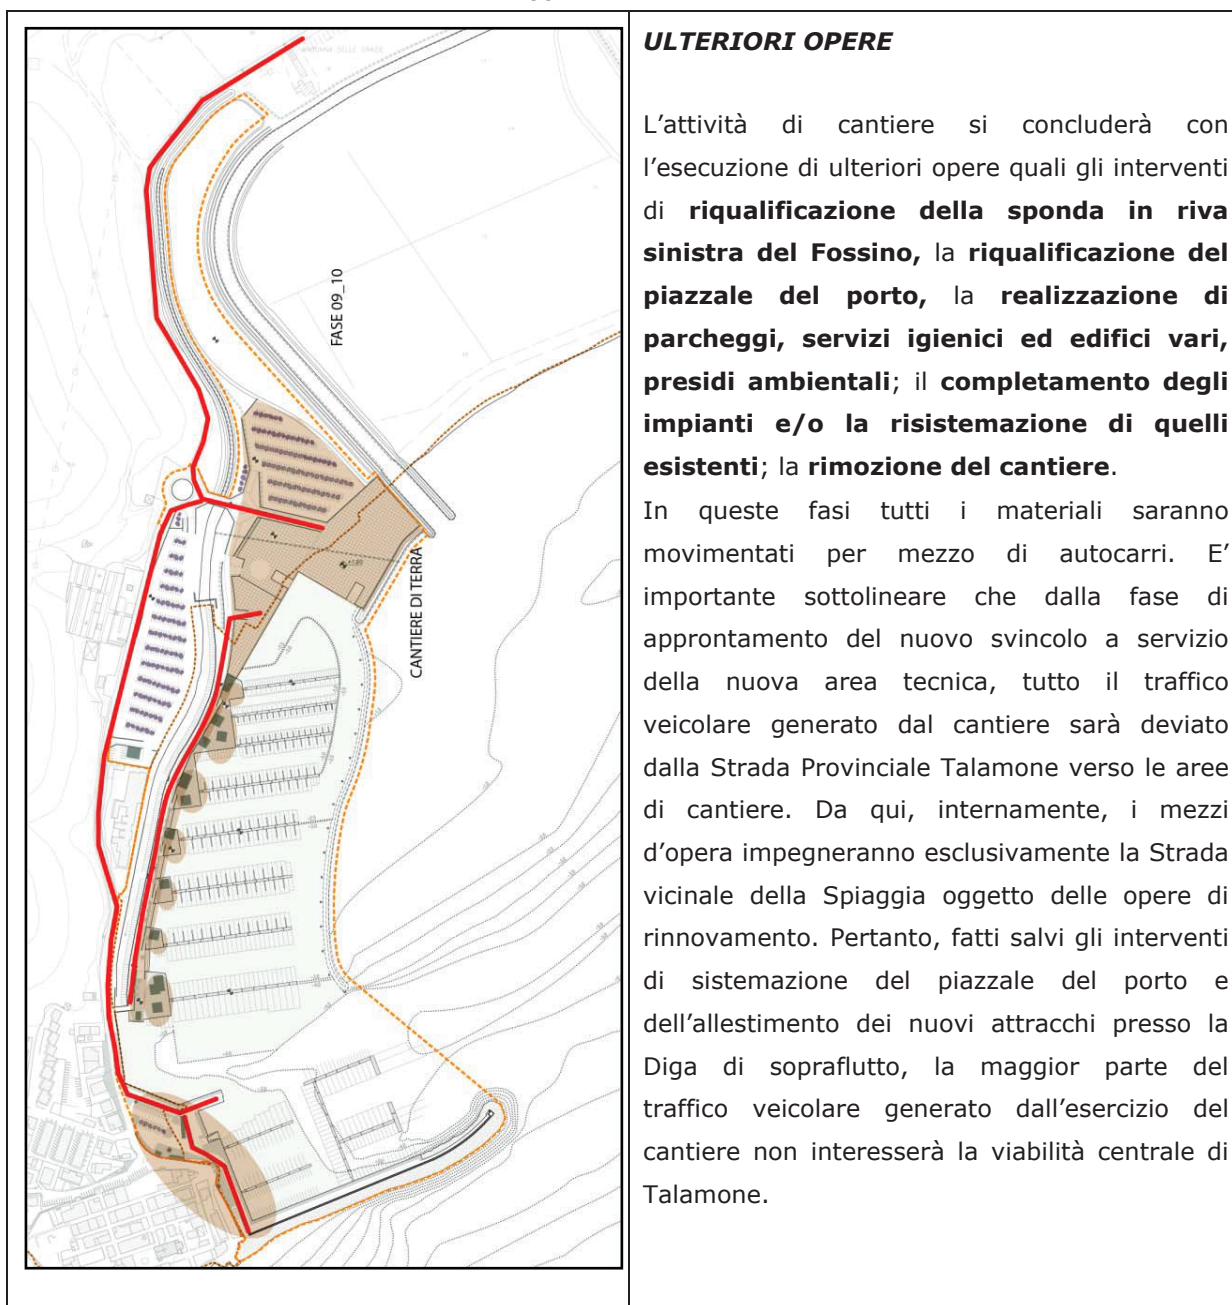 MADONNA DELLE GRAZIE
FASE 09_10
CANTIERE DI TERRA
ULTERIORI OPERE
L'attività di cantiere si concluderà con
l'esecuzione di ulteriori opere quali gli interventi
di riqualificazione della sponda in riva
sinistra del Fossino, la riqualificazione del
piazzale del porto, la realizzazione di
parcheggi, servizi igienici ed edifici vari,
presidi ambientali; il completamento degli
impianti e/o la risistemazione di quelli
esistenti; la rimozione del cantiere.
In queste fasi tutti i materiali saranno
movimentati per mezzo di autocarri. E'
importante sottolineare che dalla fase di
approntamento del nuovo svincolo a servizio
della nuova area tecnica, tutto il traffico
veicolare generato dal cantiere sarà deviato
dalla Strada Provinciale Talamone verso le aree
di cantiere. Da qui, internamente, i mezzi
d'opera impegneranno esclusivamente la Strada
vicinale della Spiaggia oggetto delle opere di
rinnovamento. Pertanto, fatti salvi gli interventi
di sistemazione del piazzale del porto e
dell'allestimento dei nuovi attracchi presso la
Diga di sopraflutto, la maggior parte del
traffico veicolare generato dall'esercizio del
cantiere non interesserà la viabilità centrale di
Talamone.